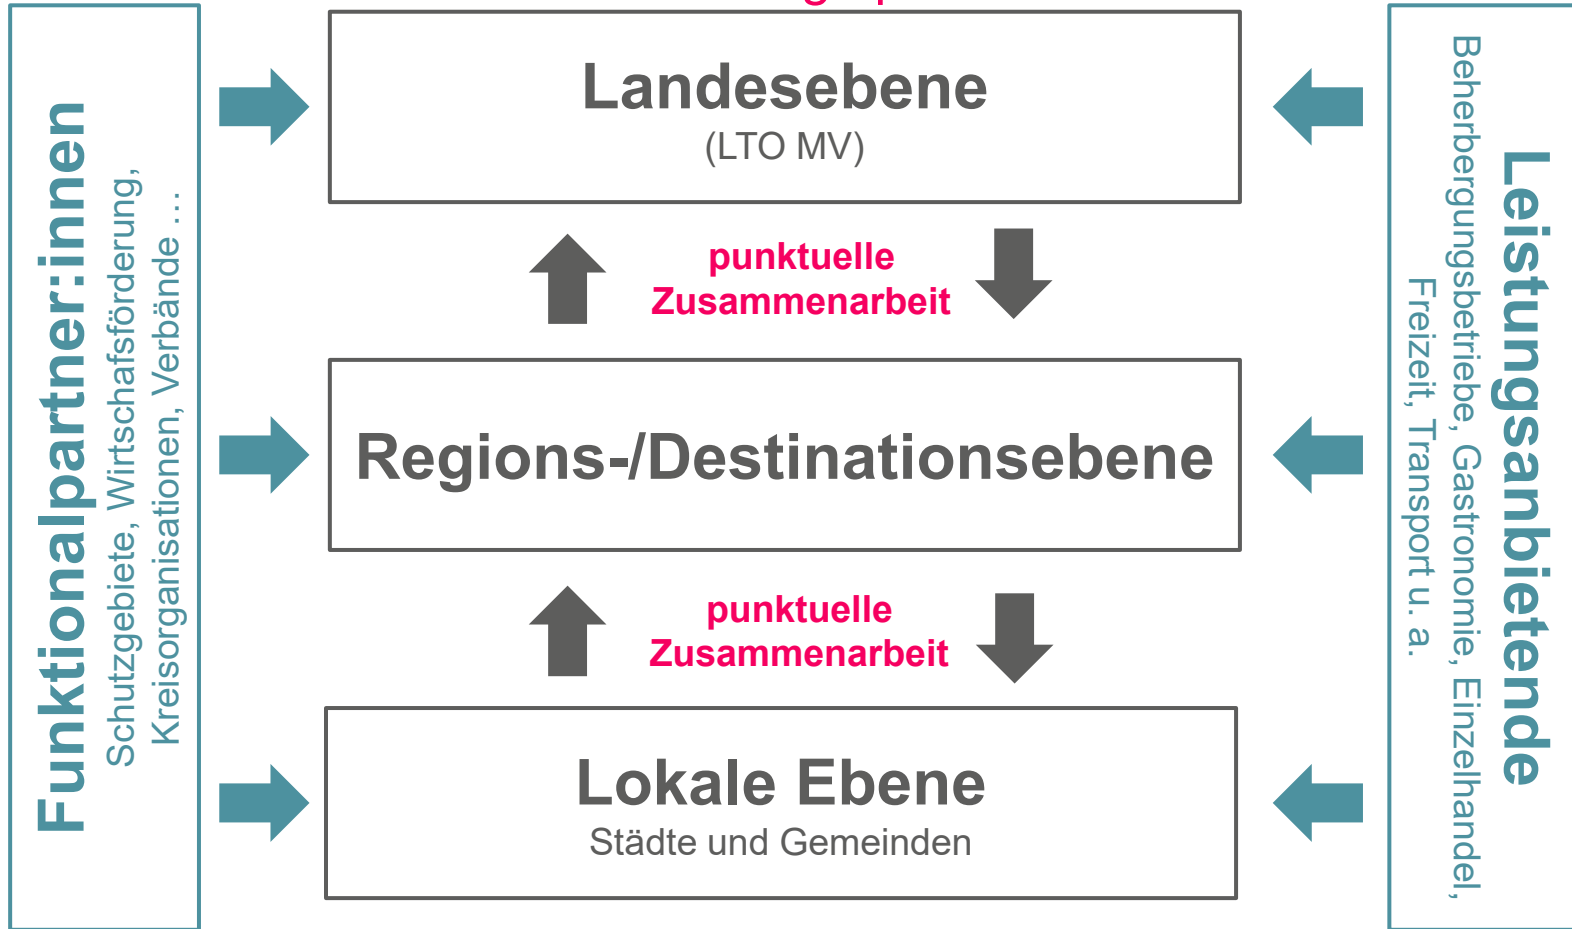 Funktionalpartner:innen
Schutzgebiete, Wirtschafsförderung,
Kreisorganisationen, Verbände ...
Landesebene
(LTO MV)
punktuelle
Zusammenarbeit
Regions-/Destinationsebene
punktuelle
Zusammenarbeit
Lokale Ebene
Städte und Gemeinden
Leistungsanbietende
Beherbergungsbetriebe, Gastronomie, Einzelhandel,
Freizeit, Transport u. a.